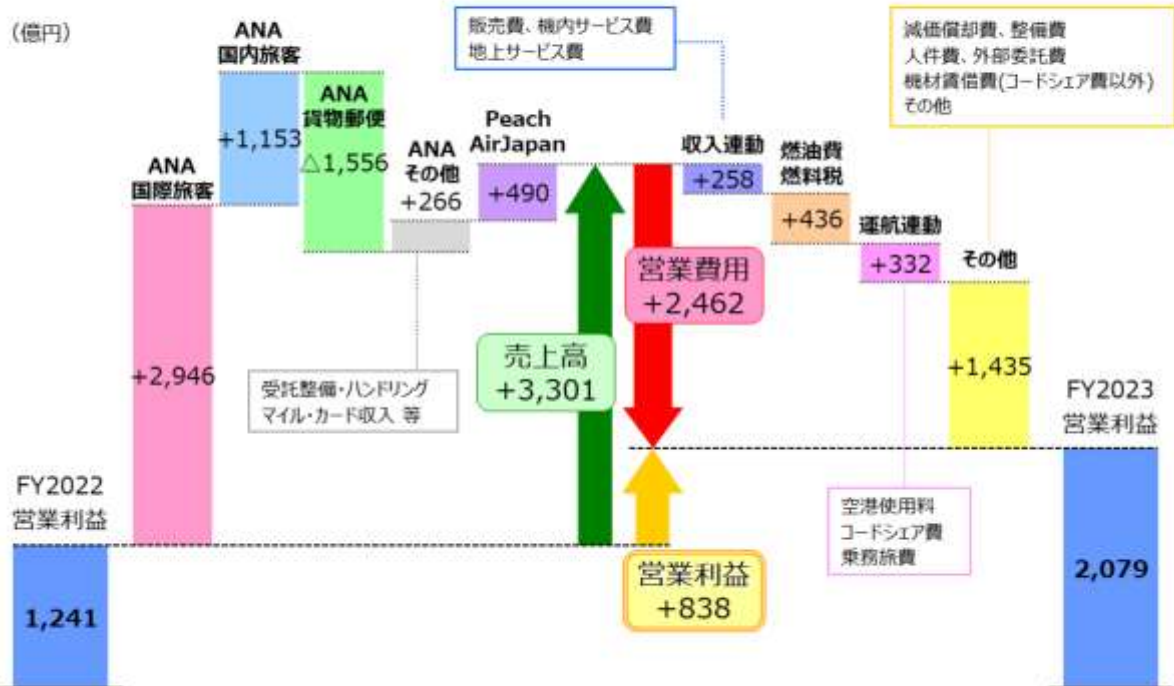 (億円)
ANA
国内旅客
+1,153
ANA
貨物郵便
△1,556
ANA
国際旅客
+2,946
ANA
その他
+266
Peach
AirJapan
+490
販売費、機内サービス費
地上サービス費
減価償却費、整備費
人件費、外部委託費
機材賃借費(コードシェア費以外)
その他
収入連動
+258
燃油費
燃料税
+436
運航連動
+332
その他
+1,435
営業費用
+2,462
売上高
+3,301
受託整備・ハンドリング
マイル・カード収入 等
FY2022
営業利益
1,241
営業利益
+838
空港使用料
コードシェア費
乗務旅費
FY2023
営業利益
2,079